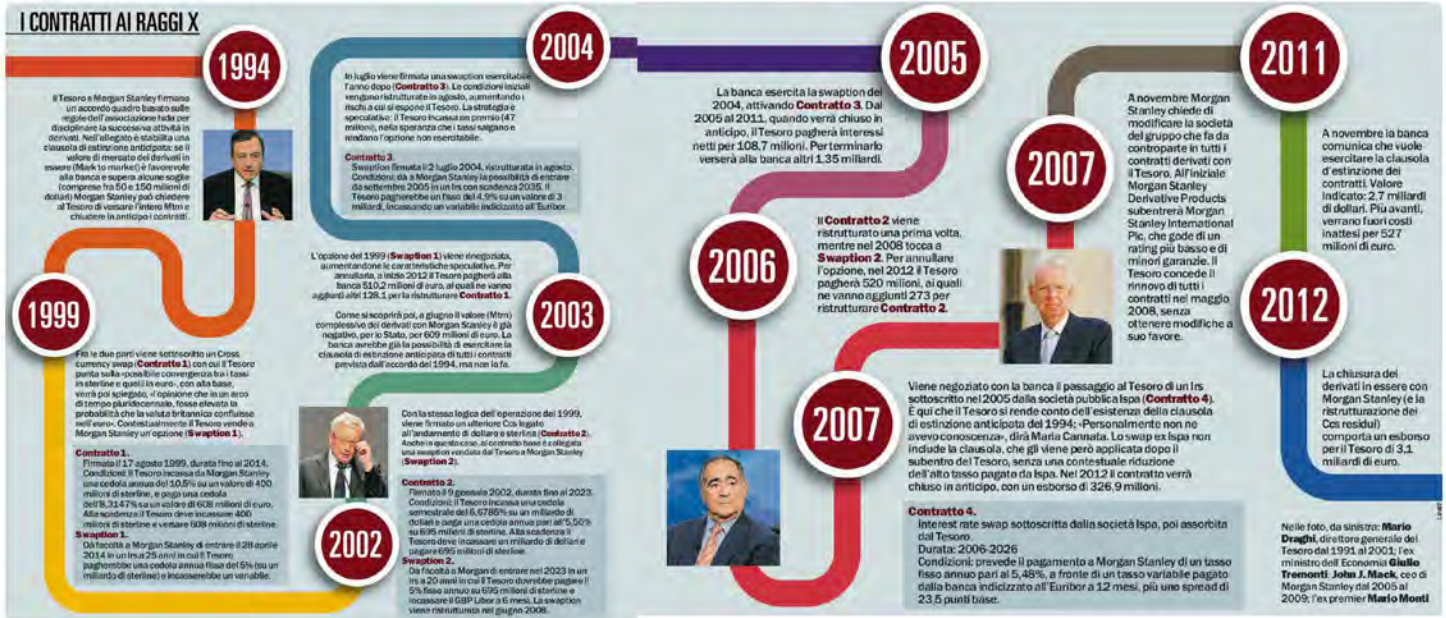 I CONTRATTI AI RAGGI X
1994
Il Tesoro e Morgan Stanley firmano
un accordo quadro basato sulle
regole dell'associazione Isda per
disciplinare la successiva attività in
derivati. Nell'allegato è stabilita una
clausola di estinzione anticipata: se il
valore di mercato dei derivati in
essere (Mark to market) è favorevole
alla banca e supera alcune soglie
(comprese fra 50 e 150 milioni di
dollari) Morgan Stanley può chiedere
al Tesoro di versare l'intero Mtm e
chiudere in anticipo i contratti.
1999
Fra le due parti viene sottoscritto un Cross
currency swap (Contratto 1) con cui il Tesoro
punta sulla «possibile convergenza fra i tassi
in sterline e quelli in euro», con alla base,
verrà poi spiegato, «l'opinione che in un arco
di tempo pluridecennale, fosse elevata la
probabilità che la valuta britannica confluisse
nell'euro». Contestualmente il Tesoro vende a
Morgan Stanley un'opzione (Swaption 1).
Contratto 1.
Firmato il 17 agosto 1999, durata fino al 2014.
Condizioni: il Tesoro incassa da Morgan Stanley
una cedola annua del 10,5% su un valore di 400
milioni di sterline, e paga una cedola
dell'8,3147% su un valore di 608 milioni di euro.
Alla scadenza il Tesoro deve incassare 400
milioni di sterline e versare 608 milioni di sterline.
Swaption 1.
Dà facoltà a Morgan Stanley di entrare il 28 aprile
2014 in un Irs a 25 anni in cui il Tesoro
pagherebbe una cedola annua fissa del 5% (su un
miliardo di sterline) e incasserebbe un variabile.
2002
Con la stessa logica dell'operazione del 1999,
viene firmato un ulteriore Ccs legato
all'andamento di dollaro e sterlina (Contratto 2).
Anche in questo caso, al contratto base è collegata
una swaption venduta dal Tesoro a Morgan Stanley
(Swaption 2).
Contratto 2.
Firmato il 9 gennaio 2002, durata fino al 2023.
Condizioni: il Tesoro incassa una cedola
semestrale del 6,6785% su un miliardo di
dollari e paga una cedola annua pari all'5,50%
su 695 milioni di sterline. Alla scadenza il
Tesoro deve incassare un miliardo di dollari e
pagare 695 milioni di sterline.
Swaption 2.
Dà facoltà a Morgan di entrare nel 2023 in un
Irs a 20 anni in cui il Tesoro dovrebbe pagare il
5% fisso annuo su 695 milioni di sterline e
incassare il GBP Libor a 6 mesi. La swaption
viene ristrutturata nel giugno 2008.
2003
L'opzione del 1999 (Swaption 1) viene rinegoziata,
aumentandone le caratteristiche speculative. Per
annullarla, a inizio 2012 il Tesoro pagherà alla
banca 510,2 milioni di euro, ai quali ne vanno
aggiunti altri 128,1 per la ristrutturare Contratto 1.
Come si scoprirà poi, a giugno il valore (Mtm)
complessivo dei derivati con Morgan Stanley è già
negativo, per lo Stato, per 609 milioni di euro. La
banca avrebbe già la possibilità di esercitare la
clausola di estinzione anticipata di tutti i contratti
prevista dall'accordo del 1994, ma non lo fa.
2004
In luglio viene firmata una swaption esercitabile
l'anno dopo (Contratto 3). Le condizioni iniziali
vengono ristrutturate in agosto, aumentando i
rischi a cui si espone il Tesoro. La strategia è
speculativa: il Tesoro incassa un premio (47
milioni), nella speranza che i tassi salgano e
rendano l'opzione non esercitabile.
Contratto 3.
Swaption firmata il 2 luglio 2004, ristrutturata in agosto.
Condizioni: dà a Morgan Stanley la possibilità di entrare
da settembre 2005 in un Irs con scadenza 2035. Il
Tesoro pagherebbe un fisso del 4,9% su un valore di 3
miliardi, incassando un variabile indicizzato all'Euribor.
2005
La banca esercita la swaption del
2004, attivando Contratto 3. Dal
2005 al 2011, quando verrà chiuso in
anticipo, il Tesoro pagherà interessi
netti per 108,7 milioni. Per terminarlo
verserà alla banca altri 1,35 miliardi.
2006
Il Contratto 2 viene
ristrutturato una prima volta,
mentre nel 2008 tocca a
Swaption 2. Per annullare
l'opzione, nel 2012 il Tesoro
pagherà 520 milioni, ai quali
ne vanno aggiunti 273 per
ristrutturare Contratto 2.
2007
Viene negoziato con la banca il passaggio al Tesoro di un Irs
sottoscritto nel 2005 dalla società pubblica Ispa (Contratto 4).
È qui che il Tesoro si rende conto dell'esistenza della clausola
di estinzione anticipata del 1994; «Personalmente non ne
avevo conoscenza», dirà Maria Cannata. Lo swap ex Ispa non
include la clausola, che gli viene però applicata dopo il
subentro del Tesoro, senza una contestuale riduzione
dell'alto tasso pagato da Ispa. Nel 2012 il contratto verrà
chiuso in anticipo, con un esborso di 326,9 milioni.
Contratto 4.
Interest rate swap sottoscritto dalla società Ispa, poi assorbita
dal Tesoro.
Durata: 2006-2026
Condizioni: prevede il pagamento a Morgan Stanley di un tasso
fisso annuo pari al 5,48%, a fronte di un tasso variabile pagato
dalla banca indicizzato all'Euribor a 12 mesi, più uno spread di
23,5 punti base.
2007
A novembre Morgan
Stanley chiede di
modificare la società
del gruppo che fa da
controparte in tutti i
contratti derivati con
il Tesoro. All'iniziale
Morgan Stanley
Derivative Products
subentrerà Morgan
Stanley International
Plc, che gode di un
rating più basso e di
minori garanzie. Il
Tesoro concede il
rinnovo di tutti i
contratti nel maggio
2008, senza
ottenere modifiche a
suo favore.
2011
A novembre la banca
comunica che vuole
esercitare la clausola
d'estinzione dei
contratti. Valore
indicato: 2,7 miliardi
di dollari. Più avanti,
verrano fuori costi
inattesi per 527
milioni di euro.
2012
La chiusura dei
derivati in essere con
Morgan Stanley (e la
ristrutturazione dei
Ccs residui)
comporta un esborso
per il Tesoro di 3,1
miliardi di euro.
Nelle foto, da sinistra: Mario
Draghi, direttore generale del
Tesoro dal 1991 al 2001; l'ex
ministro dell'Economia Giulio
Tremonti; John J. Mack, ceo di
Morgan Stanley dal 2005 al
2009; l'ex premier Mario Monti